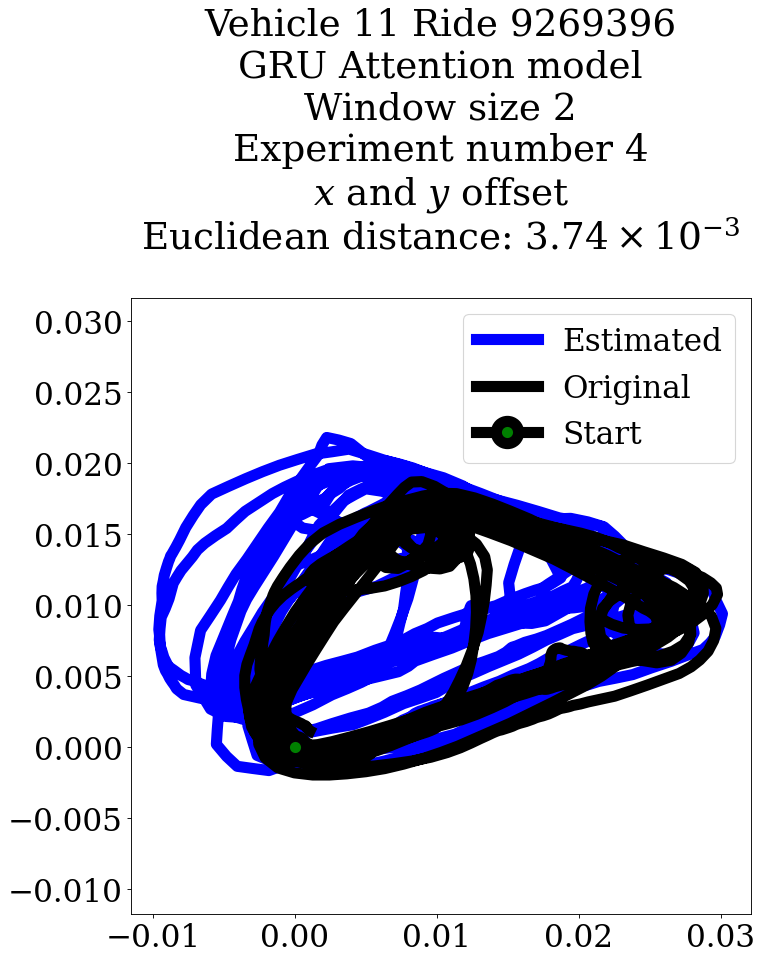 Vehicle 11 Ride 9269396
GRU Attention model
Window size 2
Experiment number 4
x and y offset
Euclidean distance: 3.74 × 10⁻³
Estimated
Original
Start
0.030
0.025
0.020
0.015
0.010
0.005
0.000
−0.005
−0.010
−0.01 0.00 0.01 0.02 0.03